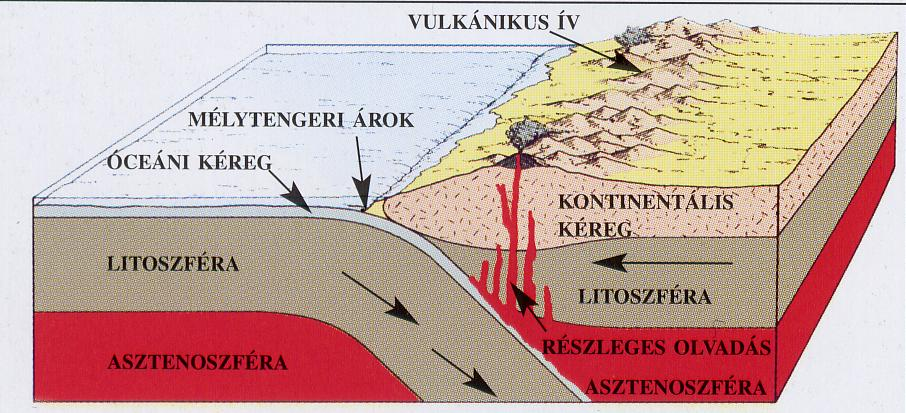 VULKÁNIKUS ÍV
MÉLYTENGERI ÁROK
ÓCEÁNI KÉREG
KONTINENTÁLIS
KÉREG
LITOSZFÉRA
LITOSZFÉRA
RÉSZLEGES OLVADÁS
ASZTENOSZFÉRA
ASZTENOSZFÉRA